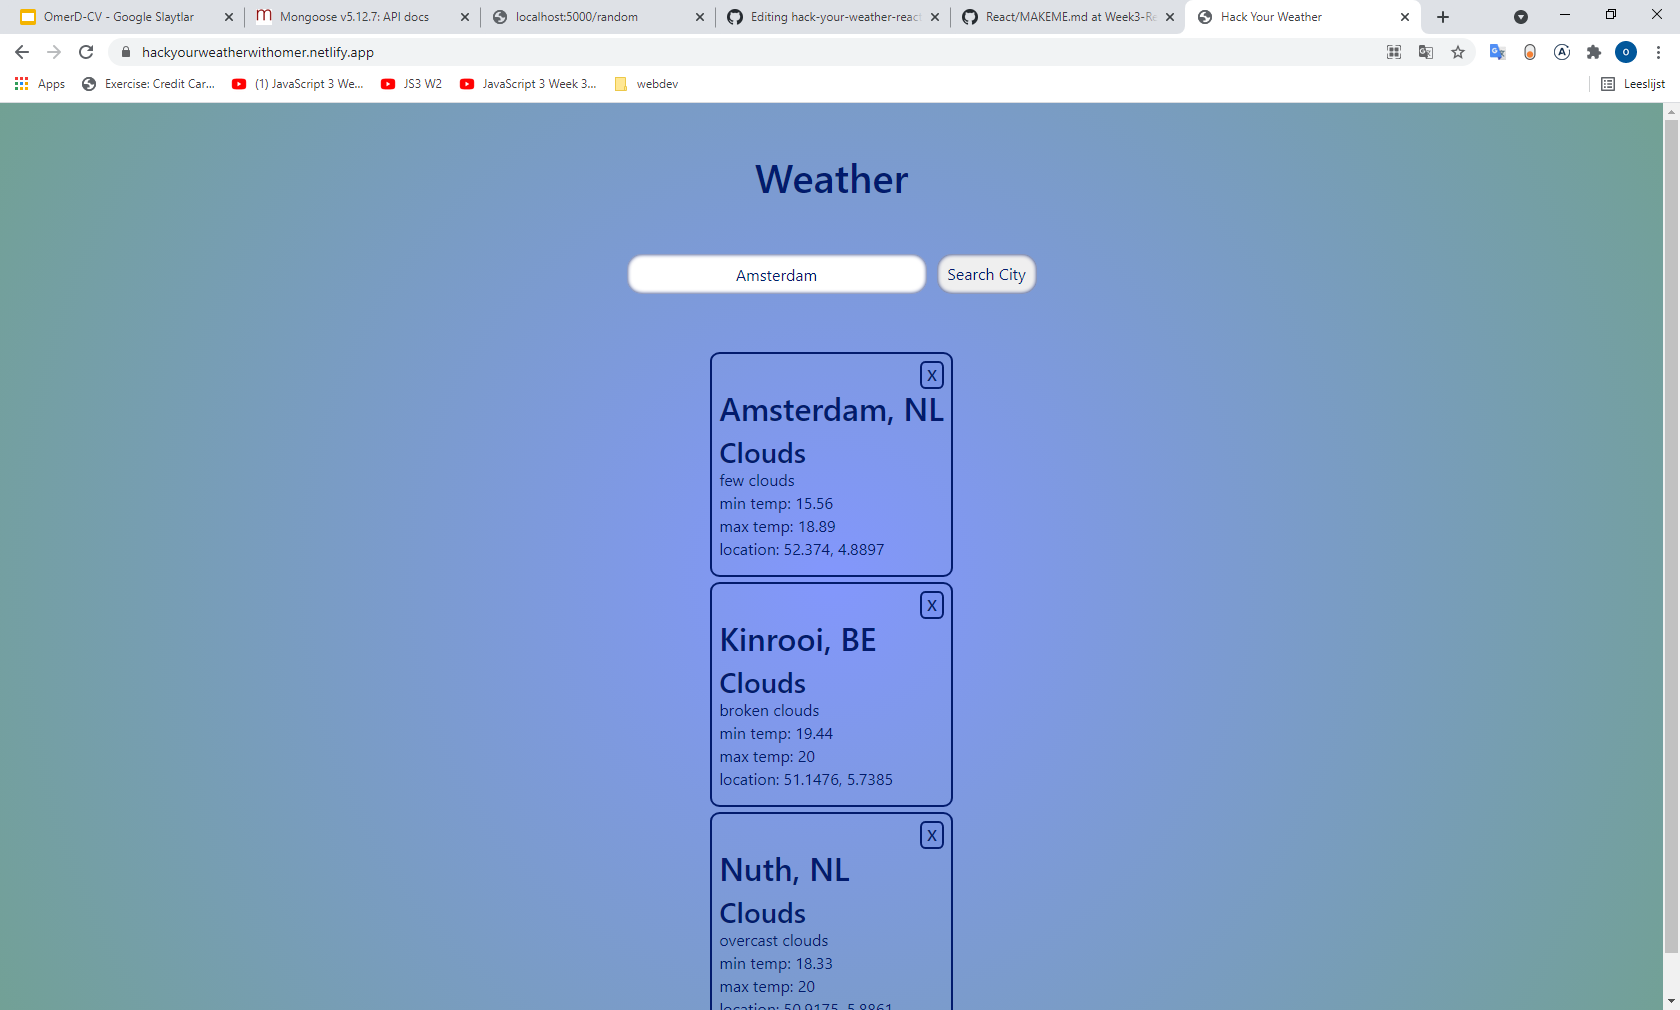 OmerD-CV - Google Slaytlar
Mongoose v5.12.7: API docs
localhost:5000/random
Editing hack-your-weather-react
React/MAKEME.md at Week3-Re
Hack Your Weather
hackyourweatherwithomer.netlify.app
Apps
Exercise: Credit Car...
(1) JavaScript 3 We...
JS3 W2
JavaScript 3 Week 3...
webdev
Leeslijst
Weather
Amsterdam
Search City
X
Amsterdam, NL
Clouds
few clouds
min temp: 15.56
max temp: 18.89
location: 52.374, 4.8897
X
Kinrooi, BE
Clouds
broken clouds
min temp: 19.44
max temp: 20
location: 51.1476, 5.7385
X
Nuth, NL
Clouds
overcast clouds
min temp: 18.33
max temp: 20
location: 50.9175, 5.8861